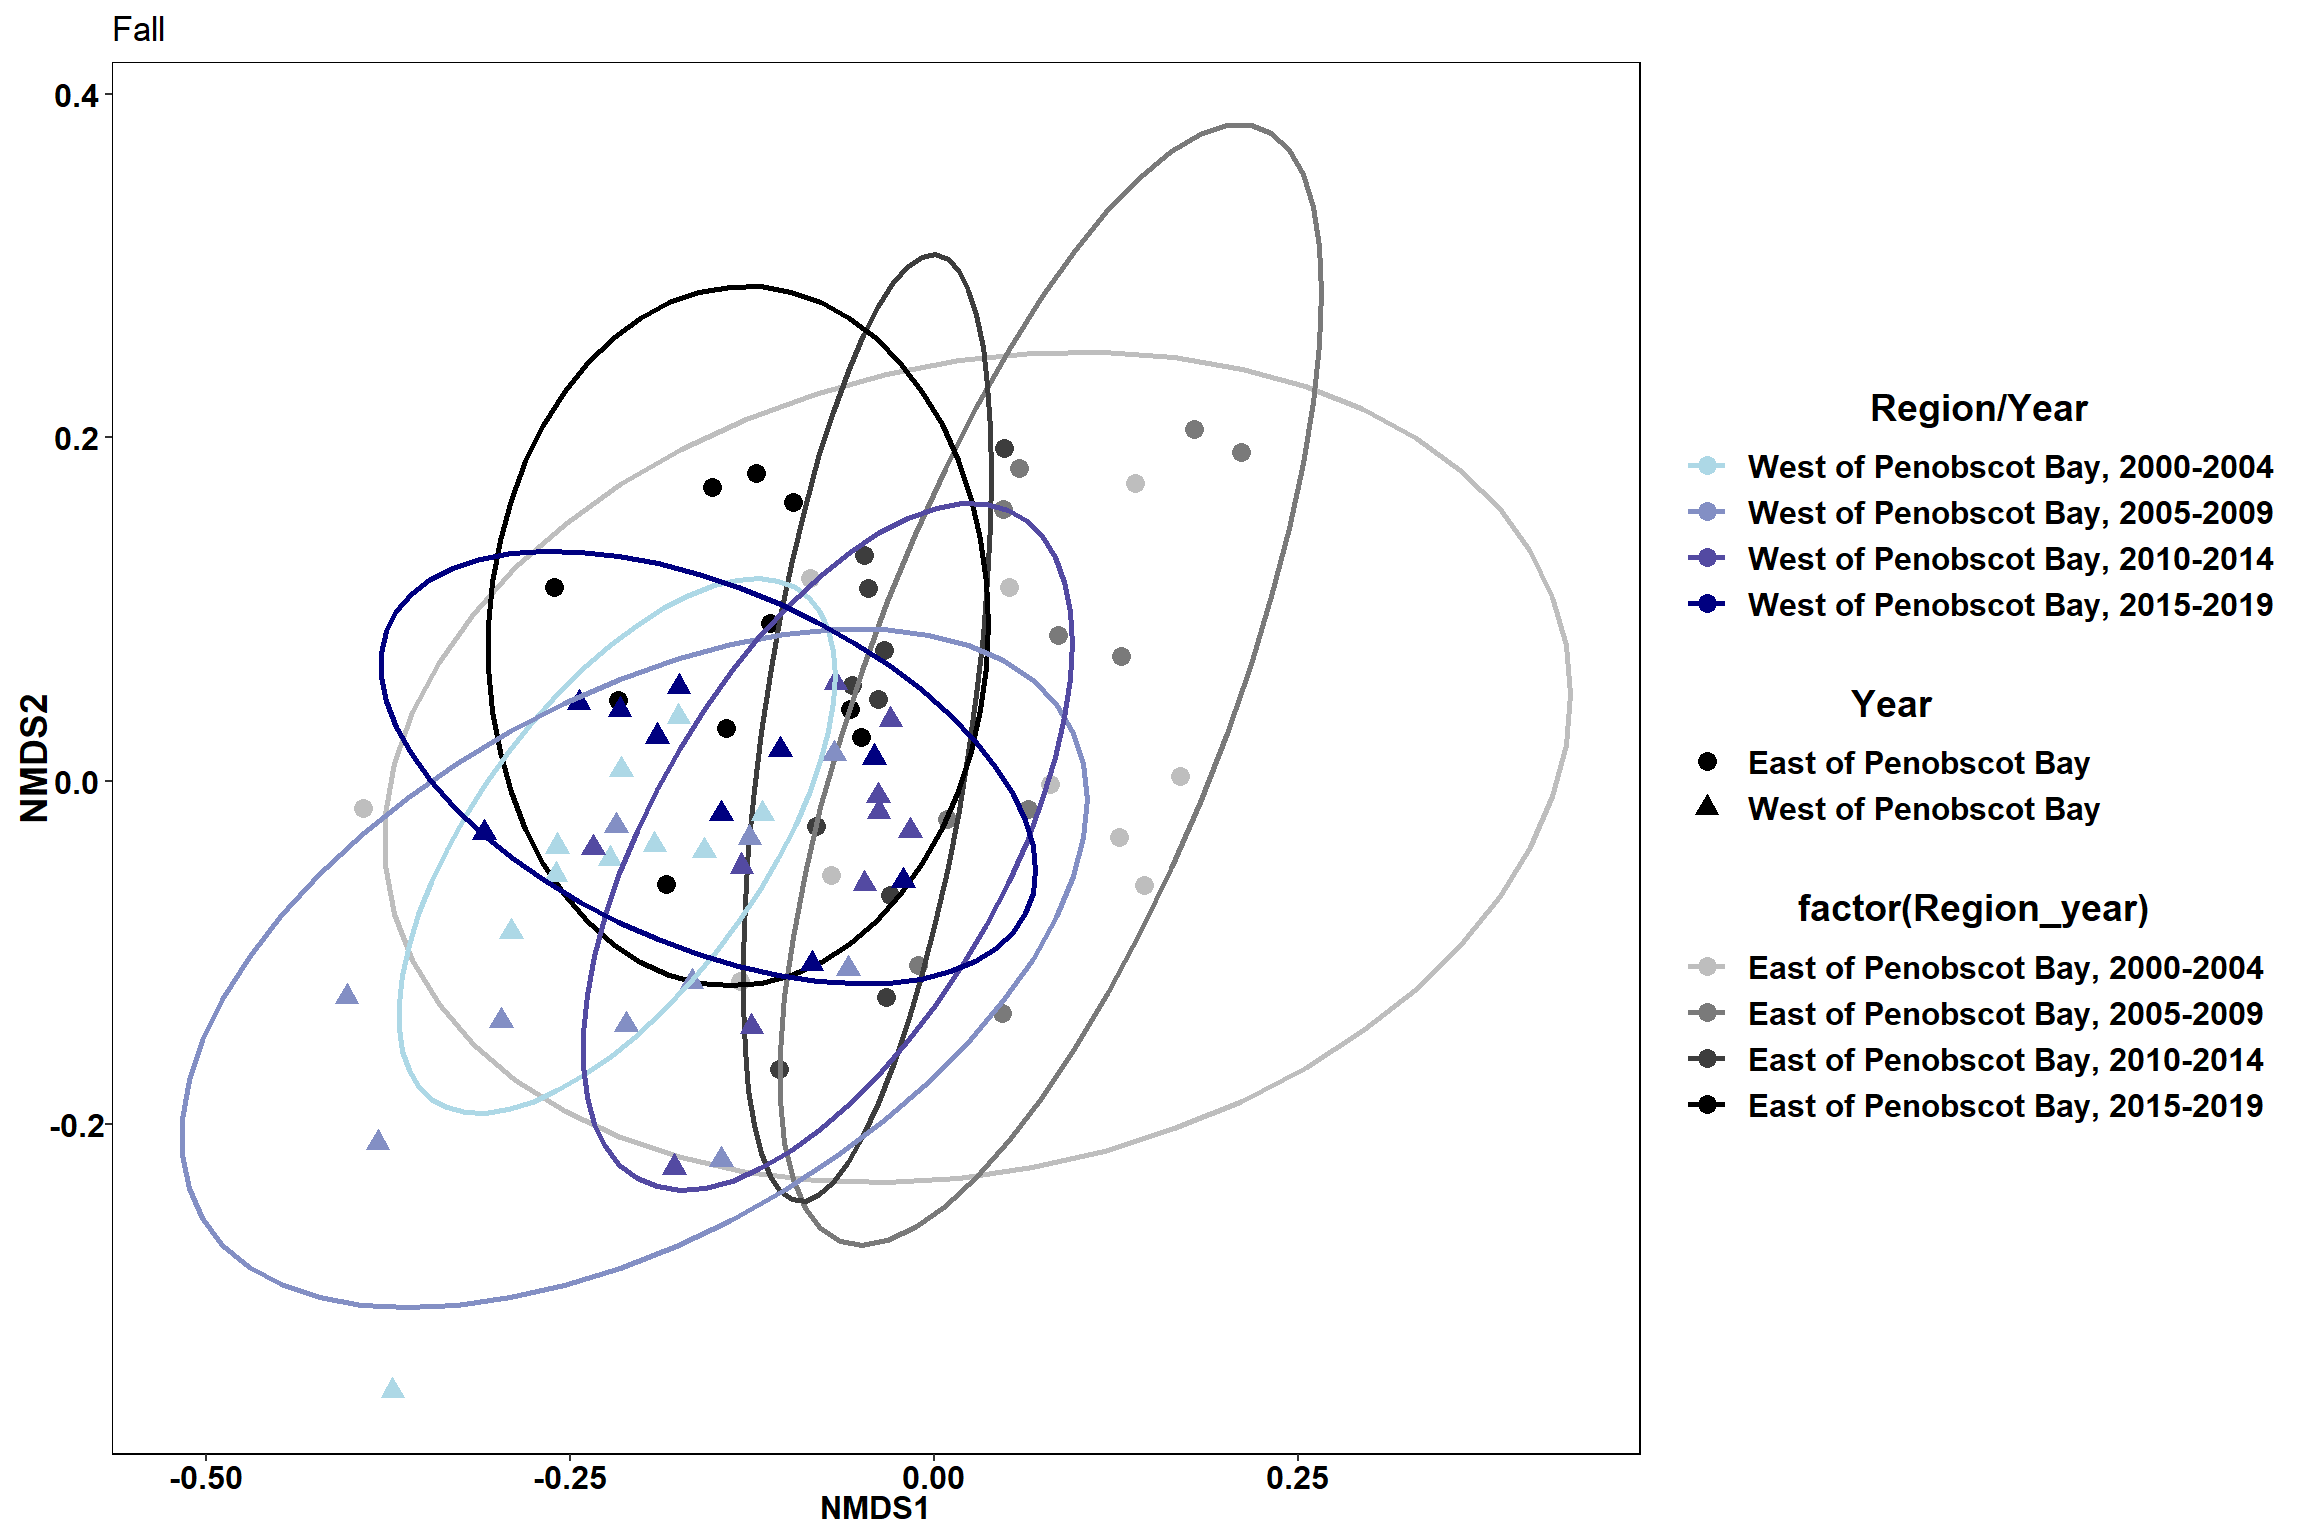 Fall
0.4
0.2
0.0
-0.2
NMDS2
-0.50
-0.25
0.00
0.25
NMDS1
Region/Year
West of Penobscot Bay, 2000-2004
West of Penobscot Bay, 2005-2009
West of Penobscot Bay, 2010-2014
West of Penobscot Bay, 2015-2019
Year
East of Penobscot Bay
West of Penobscot Bay
factor(Region_year)
East of Penobscot Bay, 2000-2004
East of Penobscot Bay, 2005-2009
East of Penobscot Bay, 2010-2014
East of Penobscot Bay, 2015-2019